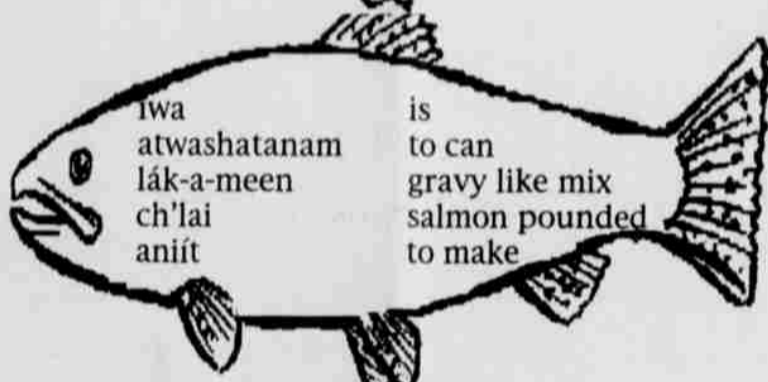 iwa is
atwashatanam to can
lák-a-meen gravy like mix
ch'lai salmon pounded
aniít to make